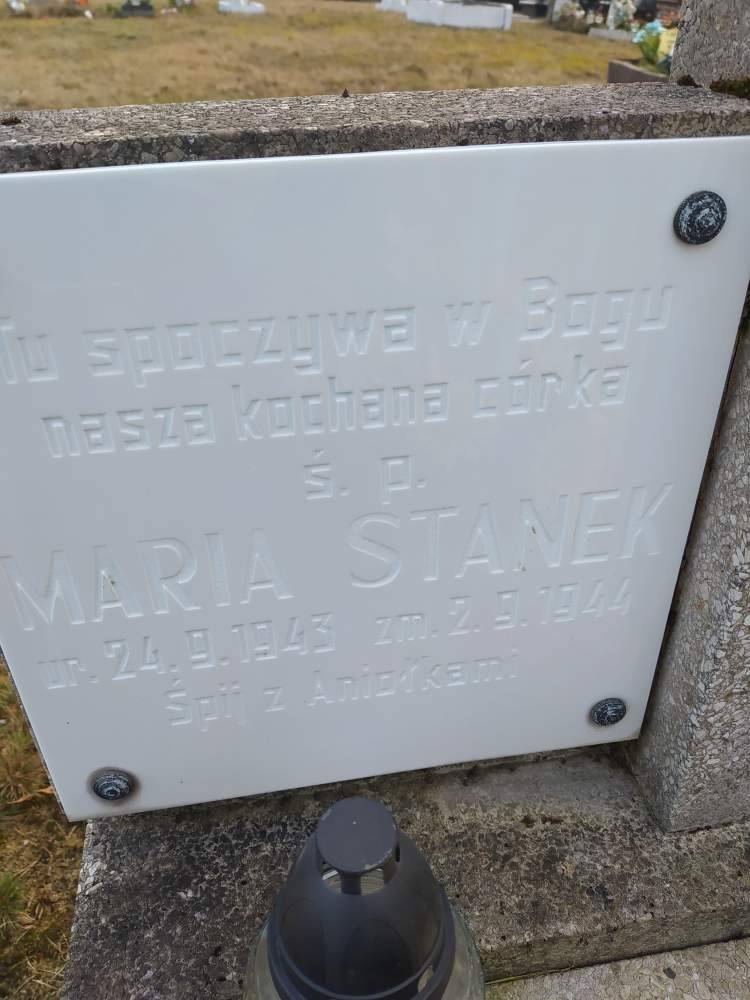 Tu spoczywa w Bogu
nasza kochana córka
ś. p.
MARIA STANEK
ur. 24.9.1943 zm. 2.9.1944
Śpij z Aniołkami